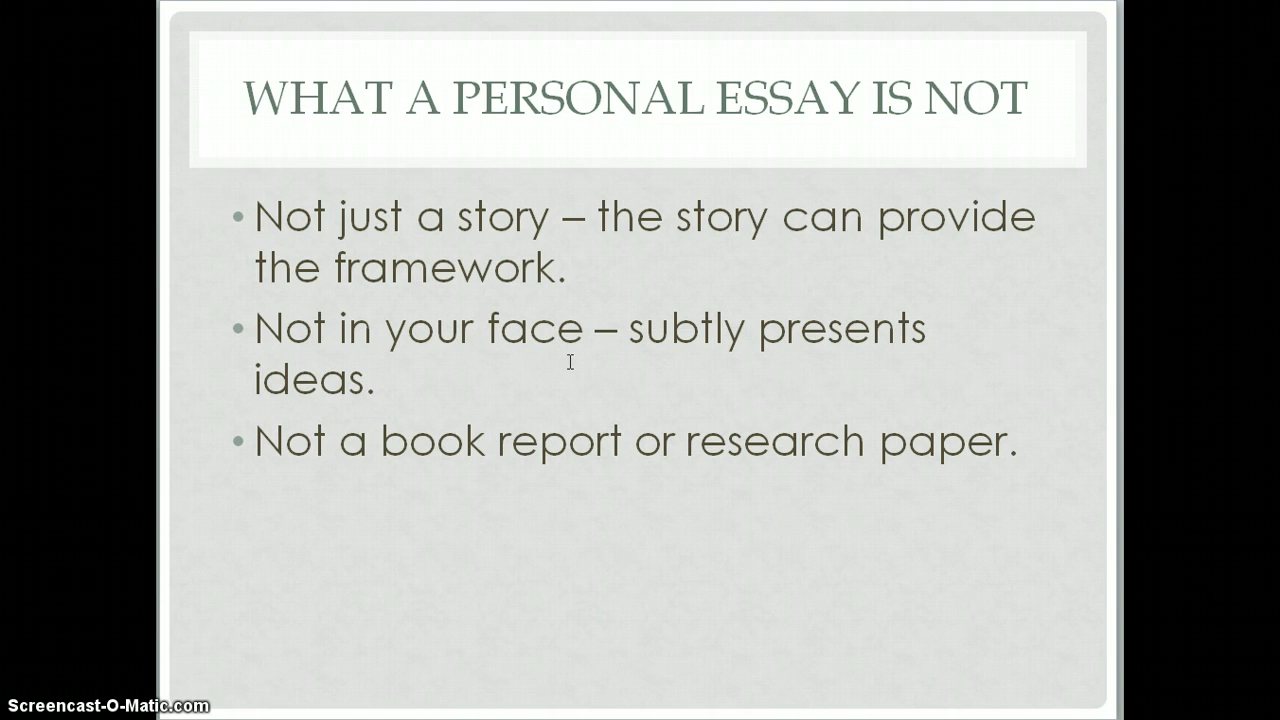 WHAT A PERSONAL ESSAY IS NOT
• Not just a story – the story can provide
the framework.
• Not in your face – subtly presents
ideas.
• Not a book report or research paper.
Screencast-O-Matic.com